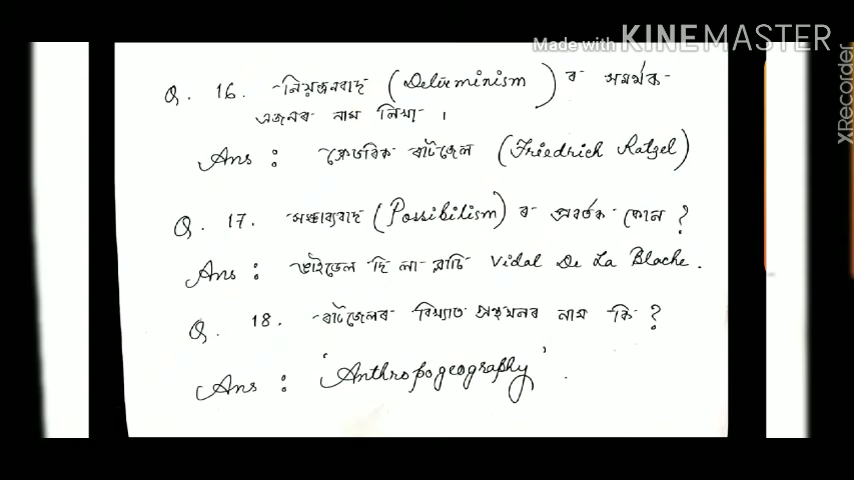 Made with KINEMASTER
XRecorder
Q. 16. নিয়ন্ত্ৰনবাদ (Determinism) ৰ সমৰ্থক
এজনৰ নাম লিখা ।
Ans : ফ্ৰেডৰিক ৰাটজেল (Friedrich Ratzel)
Q. 17. সম্ভাব্যবাদ (Possibilism) ৰ প্ৰৱৰ্তক কোন ?
Ans : ভাইডেল দি লা ব্লাচি Vidal De La Blache.
Q. 18. ৰাটজেলৰ বিখ্যাত গ্ৰন্থখনৰ নাম কি ?
Ans : 'Anthropogeography'.